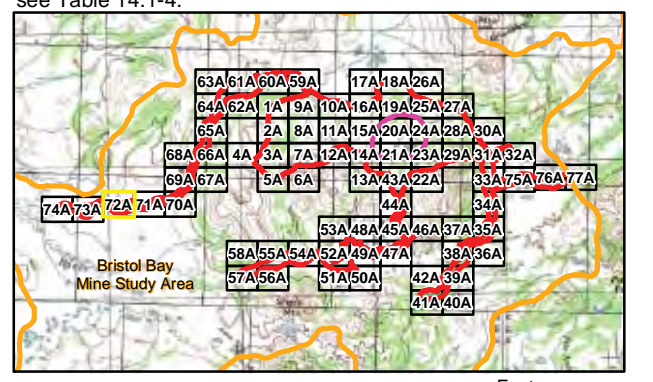 see Table 14.1-4.
63A 61A 60A 59A 17A 18A 26A
64A 62A 1A 9A 10A 16A 19A 25A 27A
65A 2A 8A 11A 15A 20A 24A 28A 30A
68A 66A 4A 3A 7A 12A 14A 21A 23A 29A 31A 32A
69A 67A 5A 6A 13A 43A 22A 33A 75A 76A 77A
74A 73A 72A 71A 70A 44A 34A
53A 48A 45A 46A 37A 35A
58A 55A 54A 52A 49A 47A 38A 36A
Bristol Bay
Mine Study Area
57A 56A 51A 50A 42A 39A
41A 40A